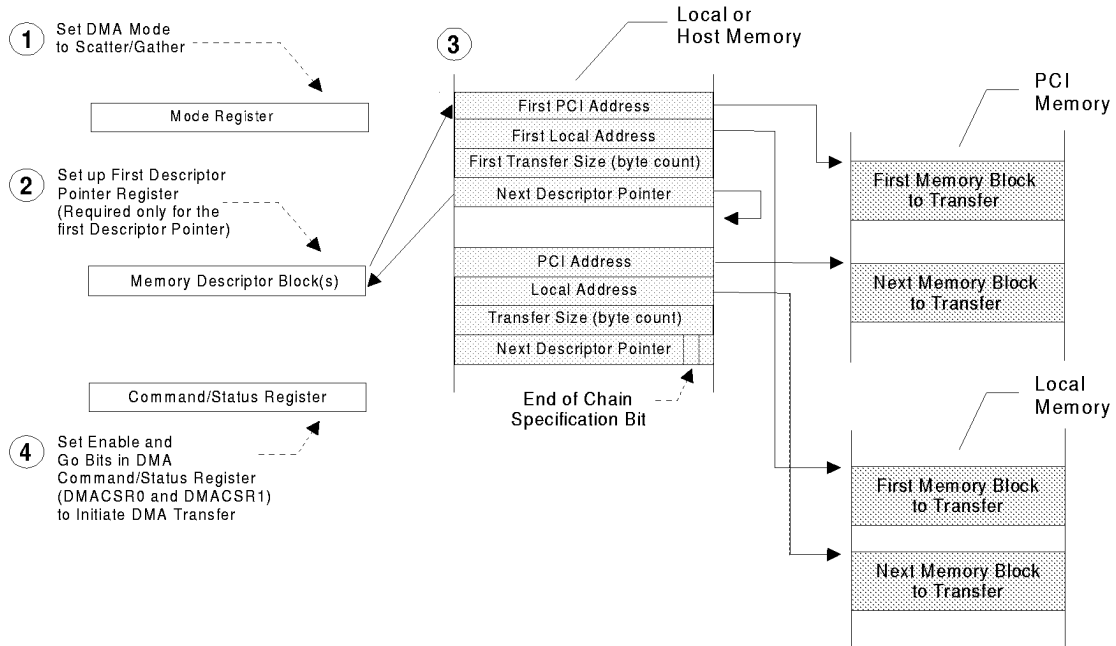 1
Set DMA Mode
to Scatter/Gather
Mode Register
2
Set up First Descriptor
Pointer Register
(Required only for the
first Descriptor Pointer)
Memory Descriptor Block(s)
Command/Status Register
4
Set Enable and
Go Bits in DMA
Command/Status Register
(DMACSR0 and DMACSR1)
to Initiate DMA Transfer
3
Local or
Host Memory
First PCI Address
First Local Address
First Transfer Size (byte count)
Next Descriptor Pointer
PCI Address
Local Address
Transfer Size (byte count)
Next Descriptor Pointer
End of Chain
Specification Bit
PCI
Memory
First Memory Block
to Transfer
Next Memory Block
to Transfer
Local
Memory
First Memory Block
to Transfer
Next Memory Block
to Transfer